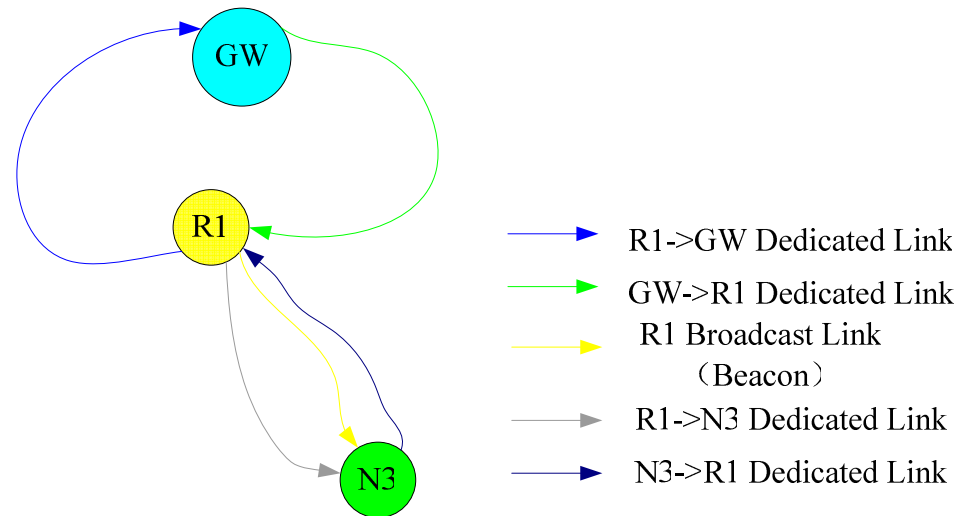 GW
R1
N3
R1->GW Dedicated Link
GW->R1 Dedicated Link
R1 Broadcast Link
（Beacon）
R1->N3 Dedicated Link
N3->R1 Dedicated Link